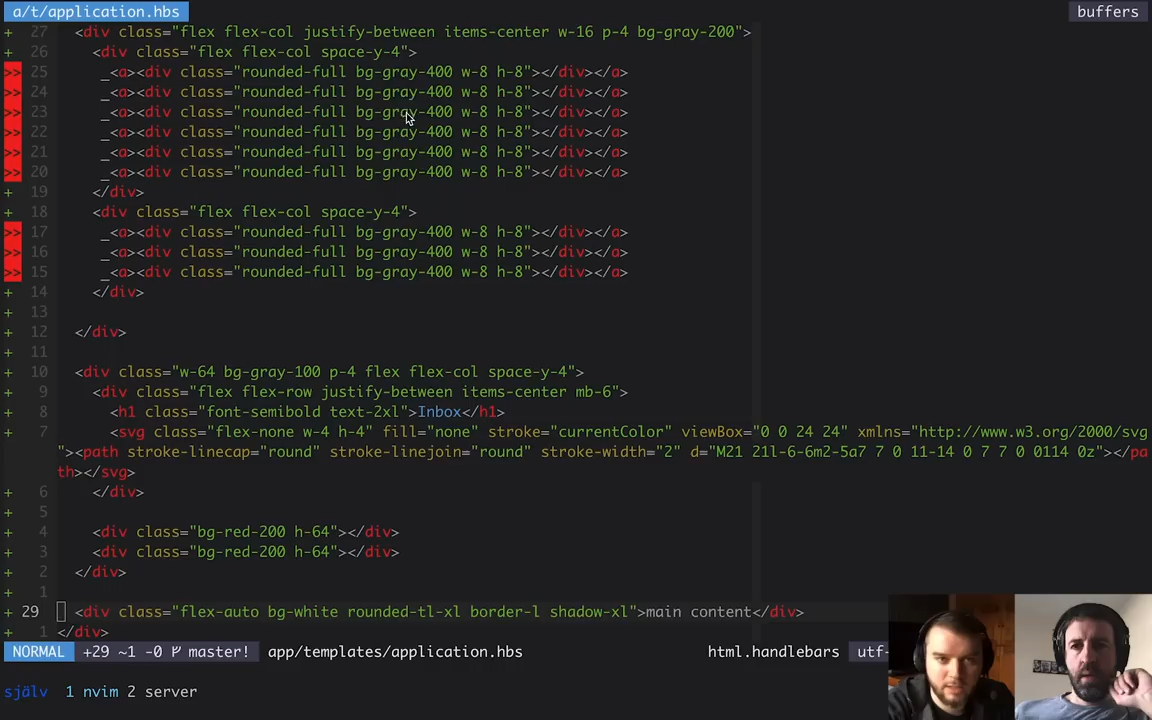 a/t/application.hbs buffers
+ 27 <div class="flex flex-col justify-between items-center w-16 p-4 bg-gray-200">
+ 26 <div class="flex flex-col space-y-4">
>> 25 _<a><div class="rounded-full bg-gray-400 w-8 h-8"></div></a>
>> 24 _<a><div class="rounded-full bg-gray-400 w-8 h-8"></div></a>
>> 23 _<a><div class="rounded-full bg-gray-400 w-8 h-8"></div></a>
>> 22 _<a><div class="rounded-full bg-gray-400 w-8 h-8"></div></a>
>> 21 _<a><div class="rounded-full bg-gray-400 w-8 h-8"></div></a>
>> 20 _<a><div class="rounded-full bg-gray-400 w-8 h-8"></div></a>
+ 19 </div>
+ 18 <div class="flex flex-col space-y-4">
>> 17 _<a><div class="rounded-full bg-gray-400 w-8 h-8"></div></a>
>> 16 _<a><div class="rounded-full bg-gray-400 w-8 h-8"></div></a>
>> 15 _<a><div class="rounded-full bg-gray-400 w-8 h-8"></div></a>
+ 14 </div>
+ 13
+ 12 </div>
+ 11
+ 10 <div class="w-64 bg-gray-100 p-4 flex flex-col space-y-4">
+ 9 <div class="flex flex-row justify-between items-center mb-6">
+ 8 <h1 class="font-semibold text-2xl">Inbox</h1>
+ 7 <svg class="flex-none w-4 h-4" fill="none" stroke="currentColor" viewBox="0 0 24 24" xmlns="http://www.w3.org/2000/svg
"><path stroke-linecap="round" stroke-linejoin="round" stroke-width="2" d="M21 21l-6-6m2-5a7 7 0 11-14 0 7 7 0 0114 0z"></pa
th></svg>
+ 6 </div>
+ 5
+ 4 <div class="bg-red-200 h-64"></div>
+ 3 <div class="bg-red-200 h-64"></div>
+ 2 </div>
+ 1
+ 29 <div class="flex-auto bg-white rounded-tl-xl border-l shadow-xl">main content</div>
+ 1 </div>
NORMAL +29 ~1 -0 master! app/templates/application.hbs html.handlebars utf-
själv 1 nvim 2 server